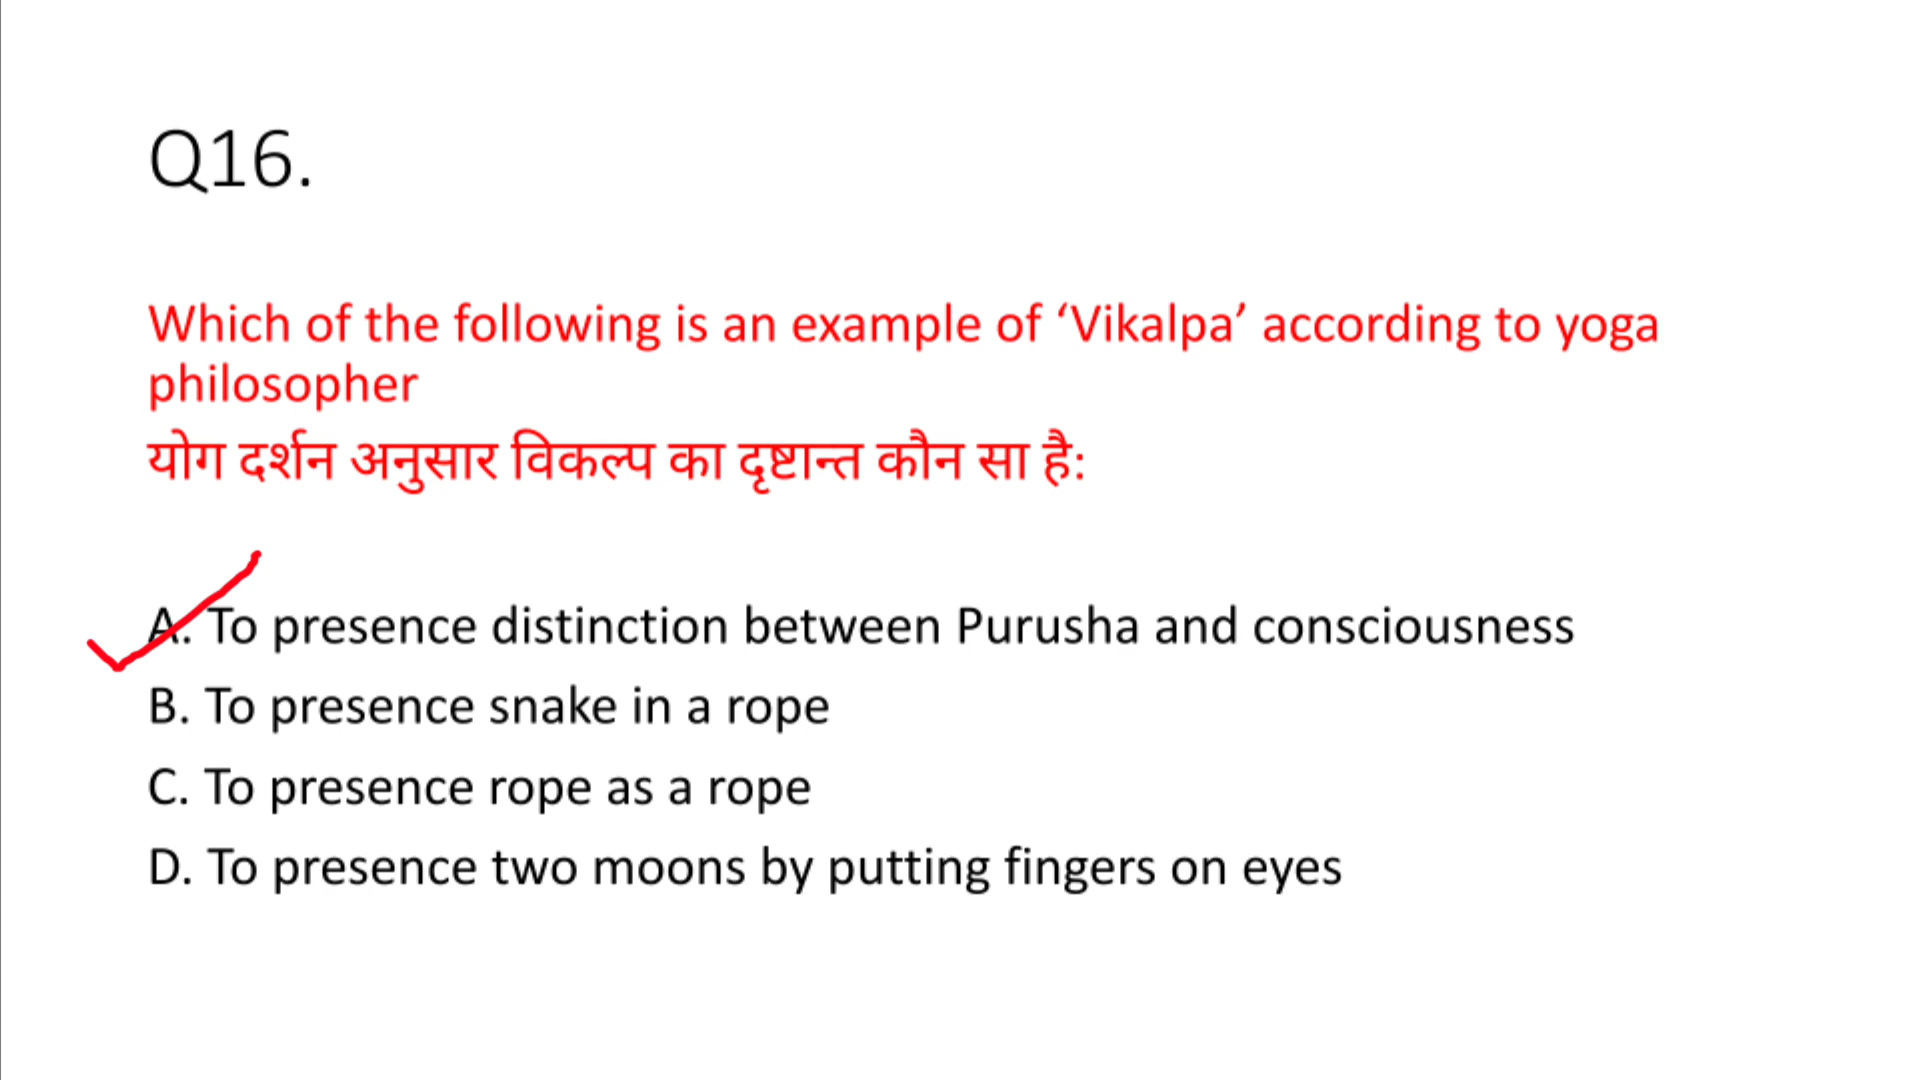 Q16.
Which of the following is an example of ‘Vikalpa’ according to yoga
philosopher
योग दर्शन अनुसार विकल्प का दृष्टान्त कौन सा है:
A. To presence distinction between Purusha and consciousness
B. To presence snake in a rope
C. To presence rope as a rope
D. To presence two moons by putting fingers on eyes